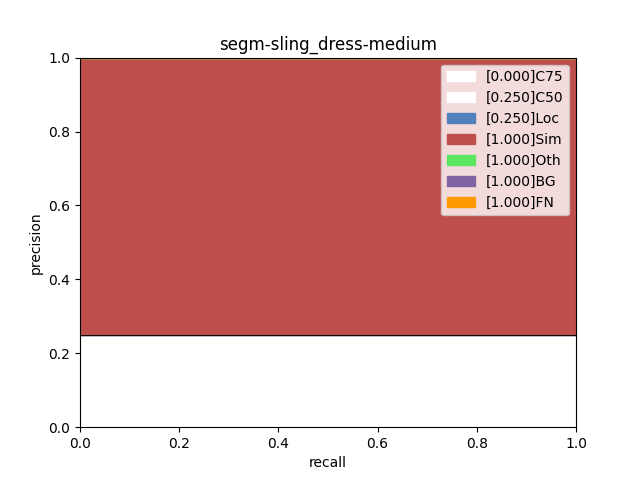 segm-sling_dress-medium
1.0
0.8
0.6
0.4
0.2
0.0
precision
[0.000]C75
[0.250]C50
[0.250]Loc
[1.000]Sim
[1.000]Oth
[1.000]BG
[1.000]FN
0.0 0.2 0.4 0.6 0.8 1.0
recall